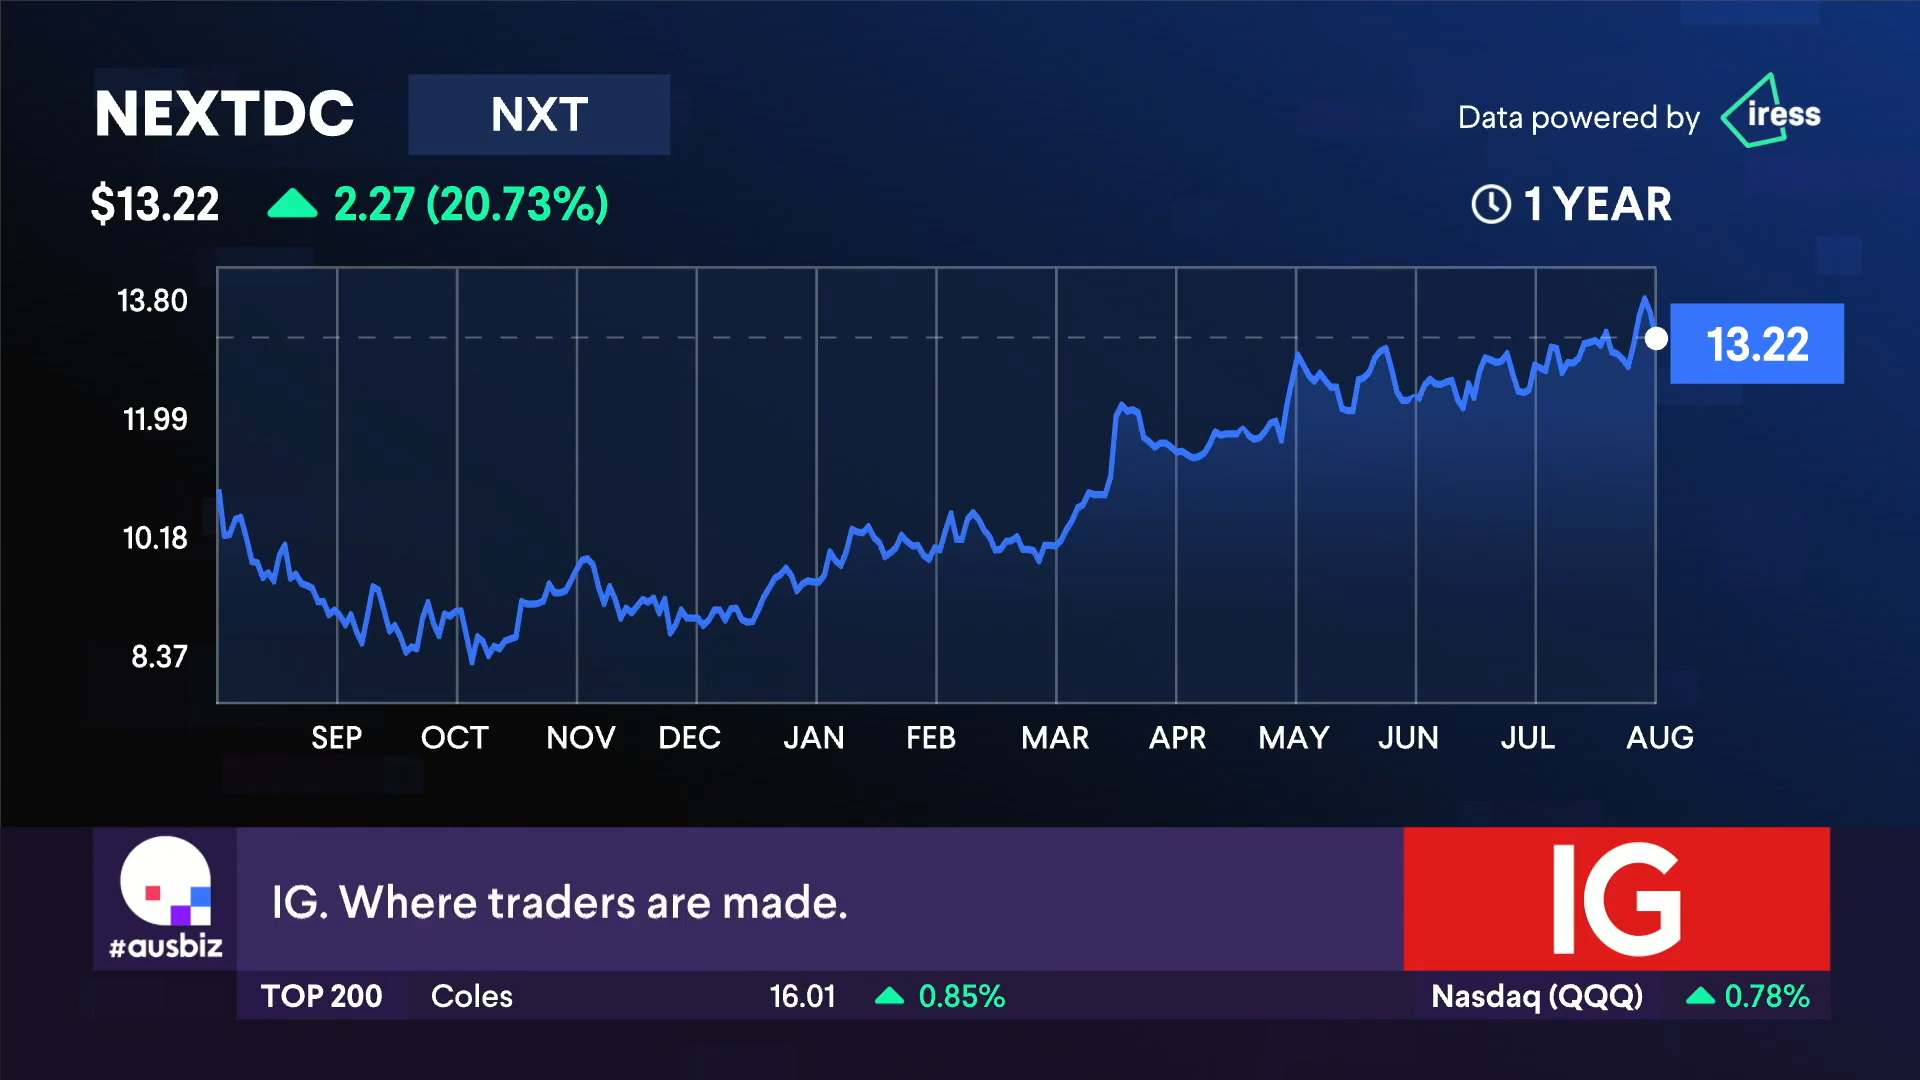 NEXTDC NXT
Data powered by iress
$13.22 2.27 (20.73%)
1 YEAR
13.80
13.22
11.99
10.18
8.37
SEP OCT NOV DEC JAN FEB MAR APR MAY JUN JUL AUG
IG. Where traders are made.
IG
#ausbiz
TOP 200 Coles 16.01 0.85% Nasdaq (QQQ) 0.78%